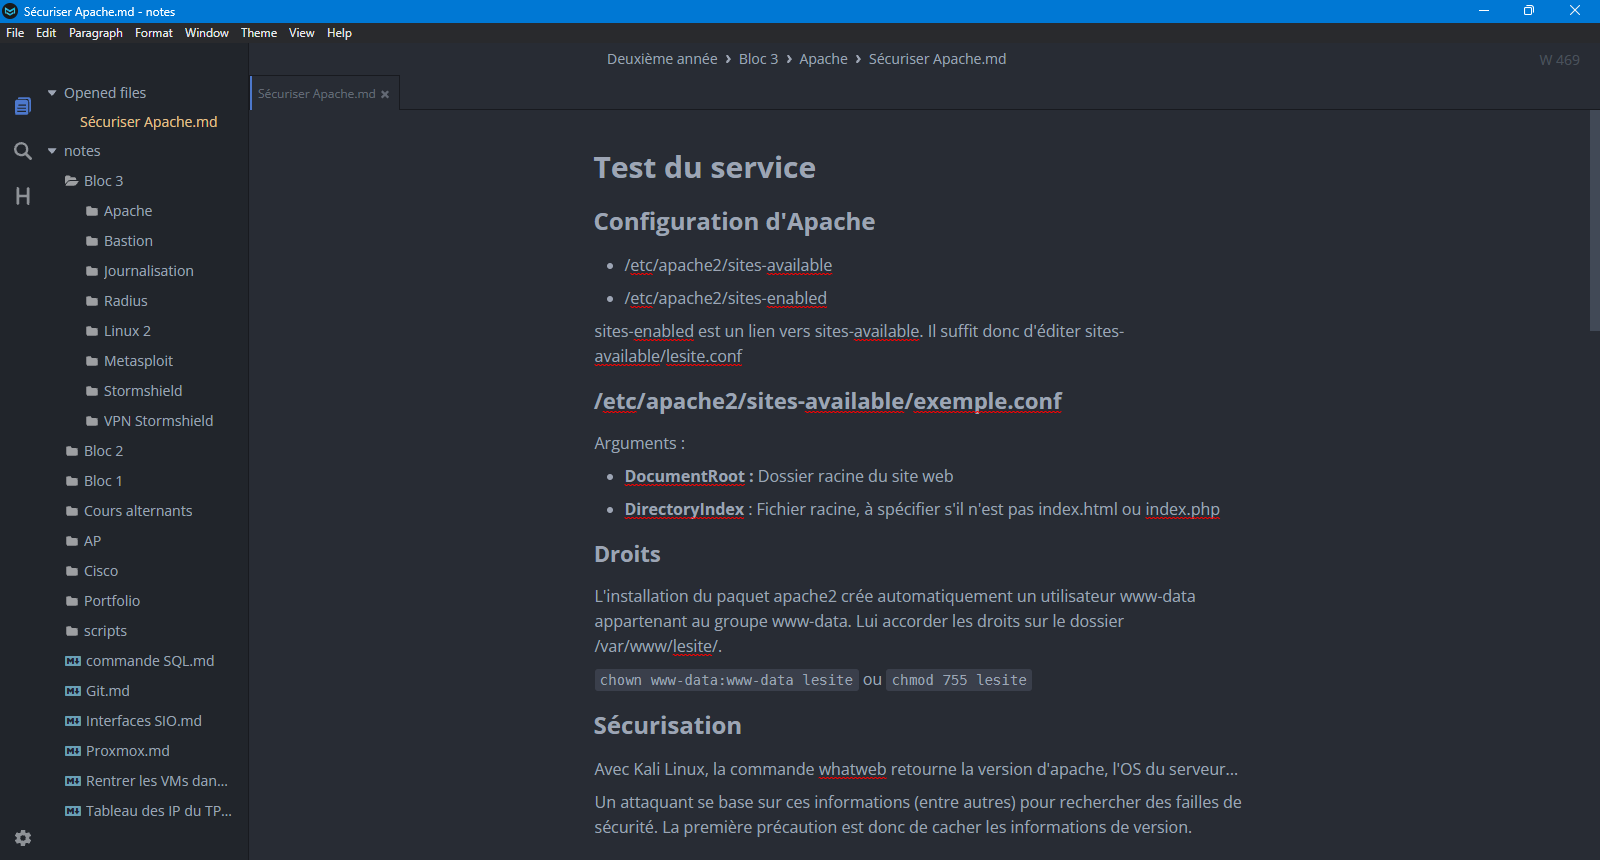 Sécuriser Apache.md - notes
File Edit Paragraph Format Window Theme View Help
Deuxième année › Bloc 3 › Apache › Sécuriser Apache.md
W 469
Opened files
Sécuriser Apache.md
notes
Bloc 3
Apache
Bastion
Journalisation
Radius
Linux 2
Metasploit
Stormshield
VPN Stormshield
Bloc 2
Bloc 1
Cours alternants
AP
Cisco
Portfolio
scripts
commande SQL.md
Git.md
Interfaces SIO.md
Proxmox.md
Rentrer les VMs dan...
Tableau des IP du TP...
Sécuriser Apache.md
Test du service
Configuration d'Apache
• /etc/apache2/sites-available
• /etc/apache2/sites-enabled
sites-enabled est un lien vers sites-available. Il suffit donc d'éditer sites-
available/lesite.conf
/etc/apache2/sites-available/exemple.conf
Arguments :
• DocumentRoot : Dossier racine du site web
• DirectoryIndex : Fichier racine, à spécifier s'il n'est pas index.html ou index.php
Droits
L'installation du paquet apache2 crée automatiquement un utilisateur www-data
appartenant au groupe www-data. Lui accorder les droits sur le dossier
/var/www/lesite/.
chown www-data:www-data lesite ou chmod 755 lesite
Sécurisation
Avec Kali Linux, la commande whatweb retourne la version d'apache, l'OS du serveur...
Un attaquant se base sur ces informations (entre autres) pour rechercher des failles de
sécurité. La première précaution est donc de cacher les informations de version.